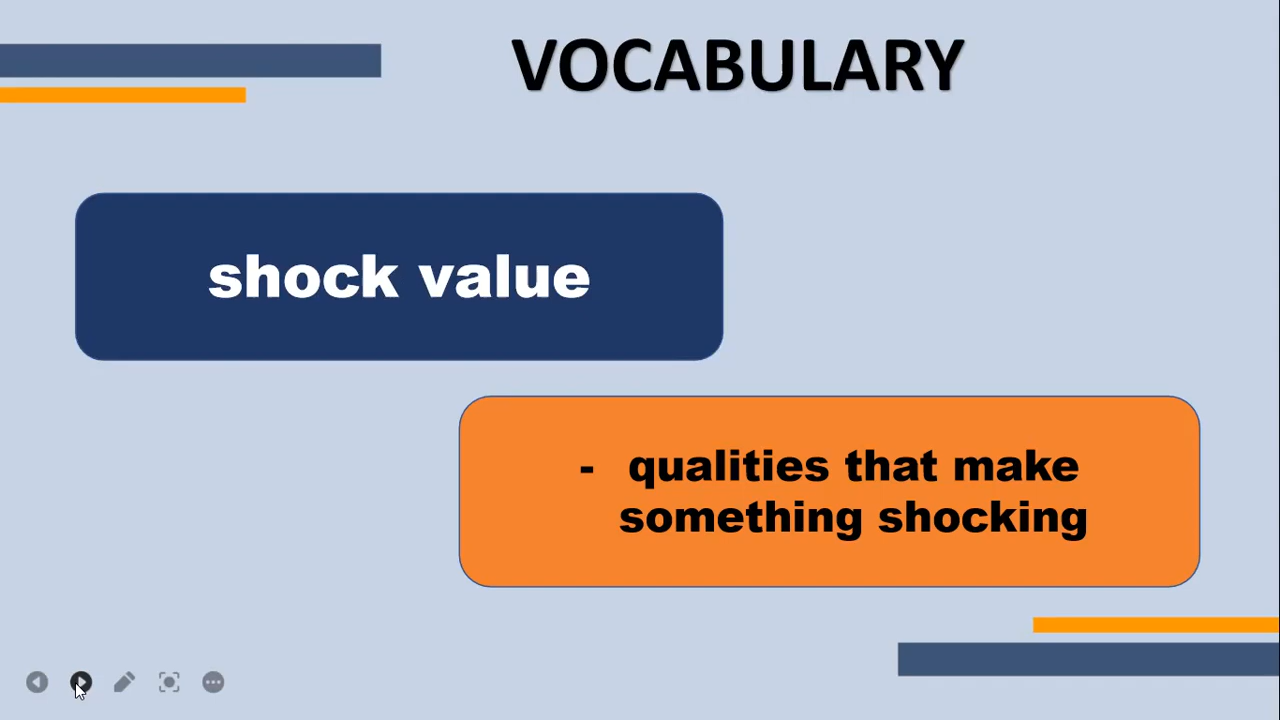 VOCABULARY
shock value
- qualities that make
something shocking